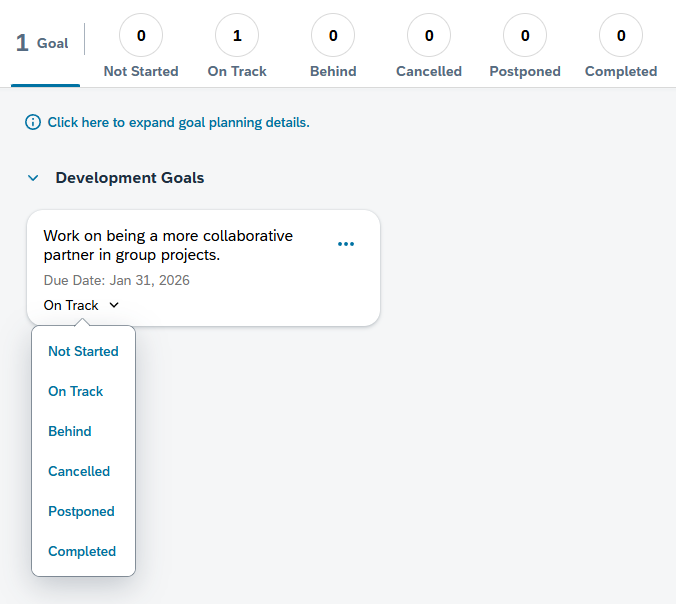 1 Goal
0
Not Started
1
On Track
0
Behind
0
Cancelled
0
Postponed
0
Completed
Click here to expand goal planning details.
Development Goals
Work on being a more collaborative
partner in group projects.
Due Date: Jan 31, 2026
On Track
Not Started
On Track
Behind
Cancelled
Postponed
Completed